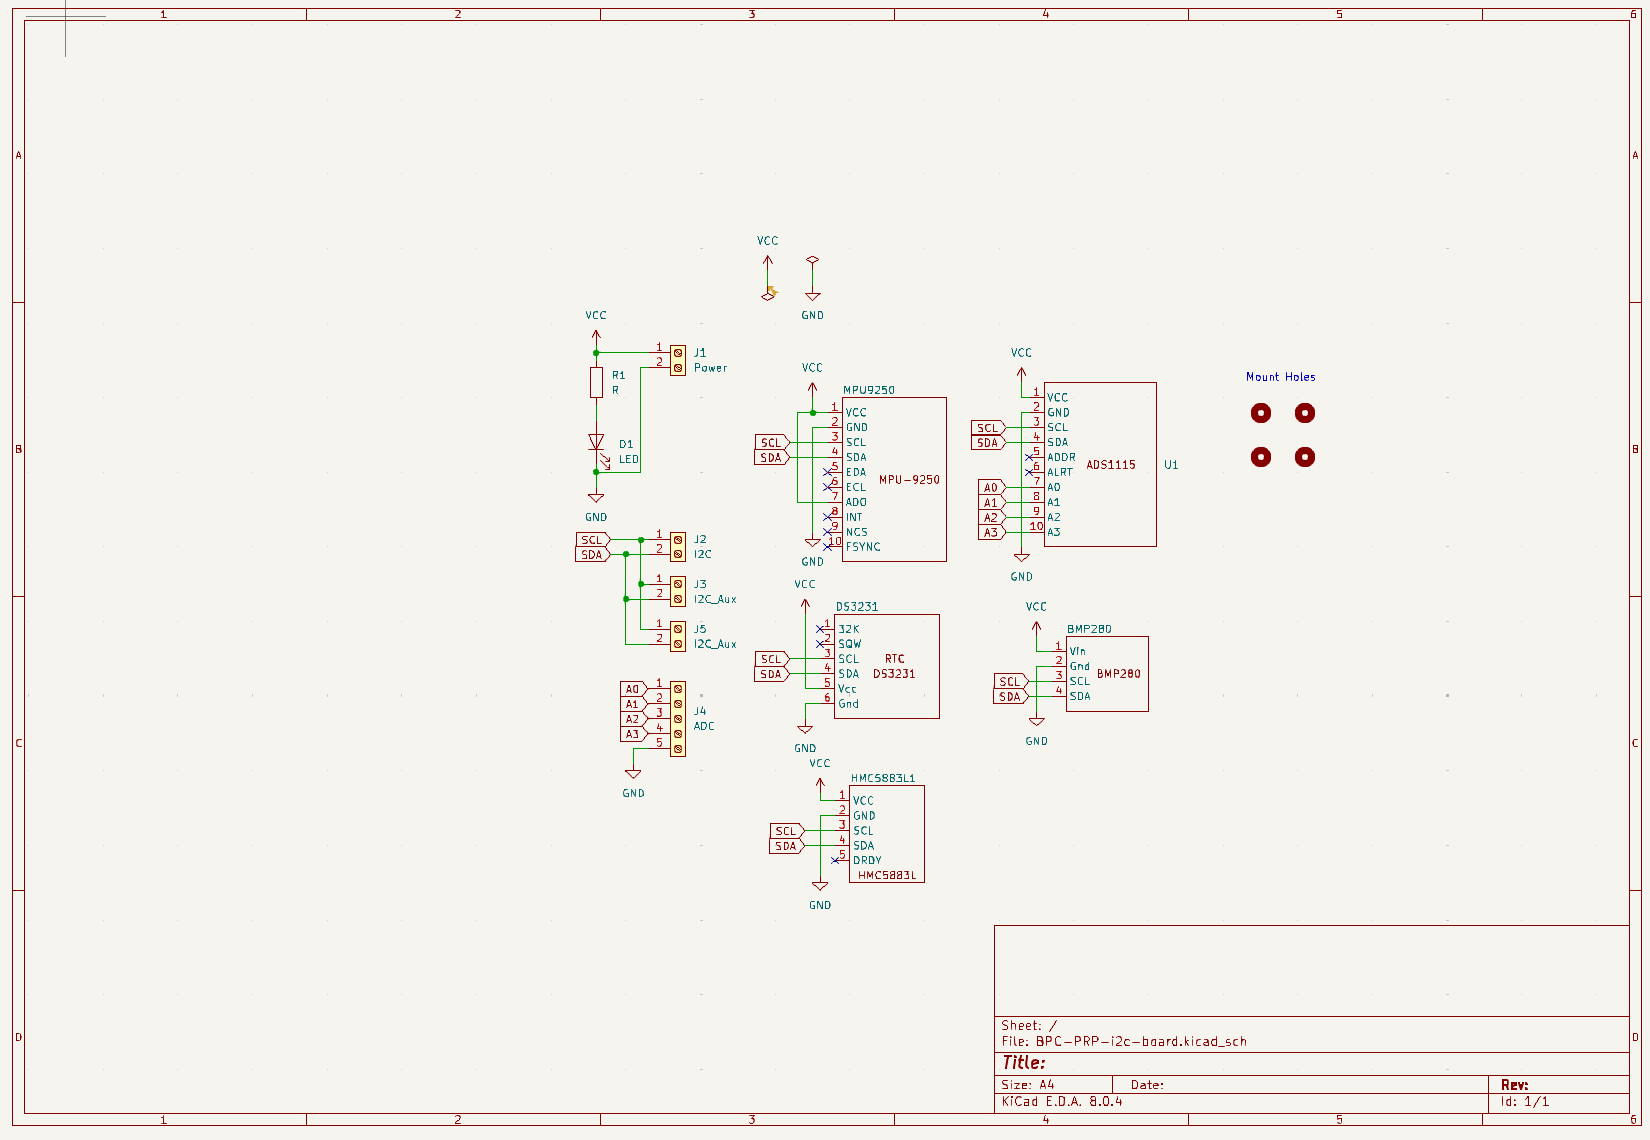 1 2 3 4 5 6
A A
B B
C C
D D
VCC
GND
VCC
1 J1
2 Power
R1
R
D1
LED
GND
SCL 1 J2
SDA 2 I2C
1 J3
2 I2C_Aux
1 J5
2 I2C_Aux
A0 1
A1 2
A2 3
A3 4
5
J4
ADC
GND
VCC
MPU9250
1 VCC
2 GND
SCL 3 SCL
SDA 4 SDA
5 EDA
6 ECL
7 ADO
8 INT
9 NCS
10 FSYNC
MPU-9250
GND
VCC
DS3231
1 32K
2 SQW
SCL 3 SCL
SDA 4 SDA
5 Vcc
6 Gnd
RTC
DS3231
GND
VCC
HMC5883L1
1 VCC
2 GND
SCL 3 SCL
SDA 4 SDA
5 DRDY
HMC5883L
GND
VCC
1 VCC
2 GND
SCL 3 SCL
SDA 4 SDA
5 ADDR
6 ALRT
A0 7 A0
A1 8 A1
A2 9 A2
A3 10 A3
ADS1115
U1
GND
VCC
BMP280
1 Vin
2 Gnd
SCL 3 SCL
SDA 4 SDA
BMP280
GND
Mount Holes
Sheet: /
File: BPC-PRP-i2c-board.kicad_sch
Title:
Size: A4 Date: Rev:
KiCad E.D.A. 8.0.4 Id: 1/1
1 2 3 4 5 6